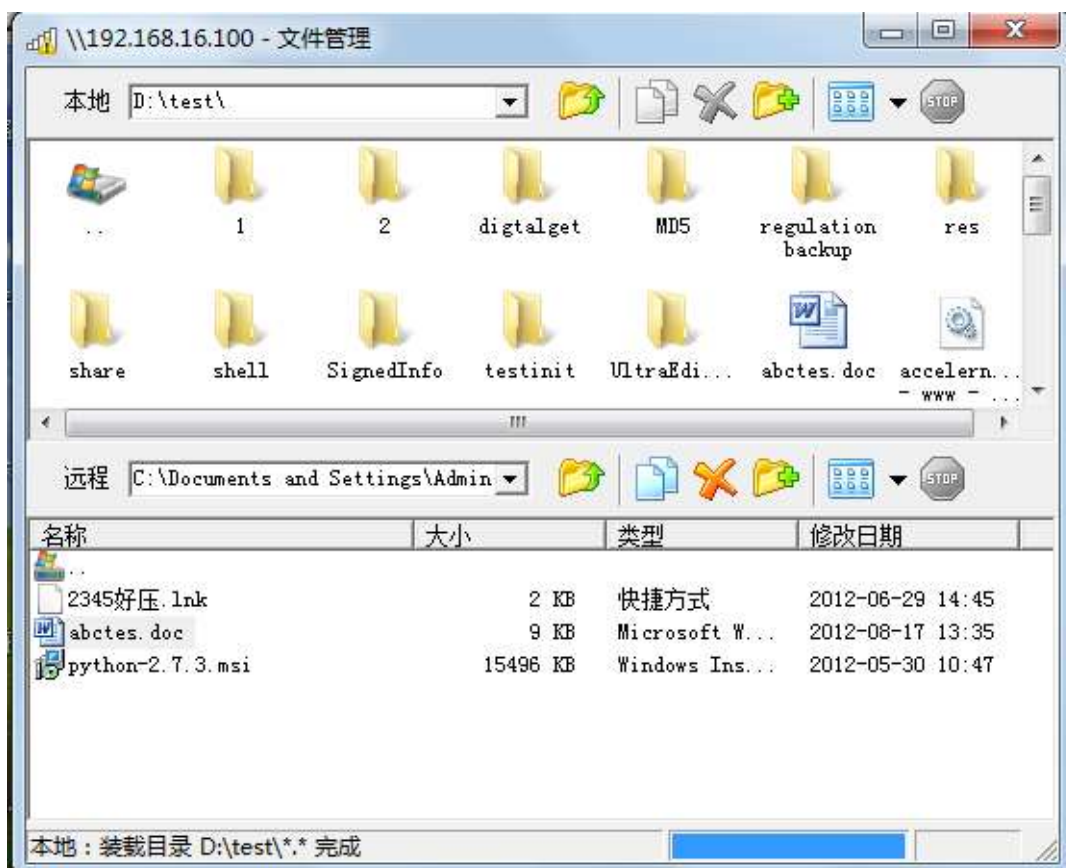 \\192.168.16.100 - 文件管理
本地 D:\test\
STOP
.. 1 2 digtalget MD5 regulation backup res
share shell SignedInfo testinit UltraEdi... abctes.doc accelern... - www - ...
远程 C:\Documents and Settings\Admin
STOP
名称 大小 类型 修改日期
..
2345好压.lnk 2 KB 快捷方式 2012-06-29 14:45
abctes.doc 9 KB Microsoft W... 2012-08-17 13:35
python-2.7.3.msi 15496 KB Windows Ins... 2012-05-30 10:47
本地：装载目录 D:\test\*.* 完成